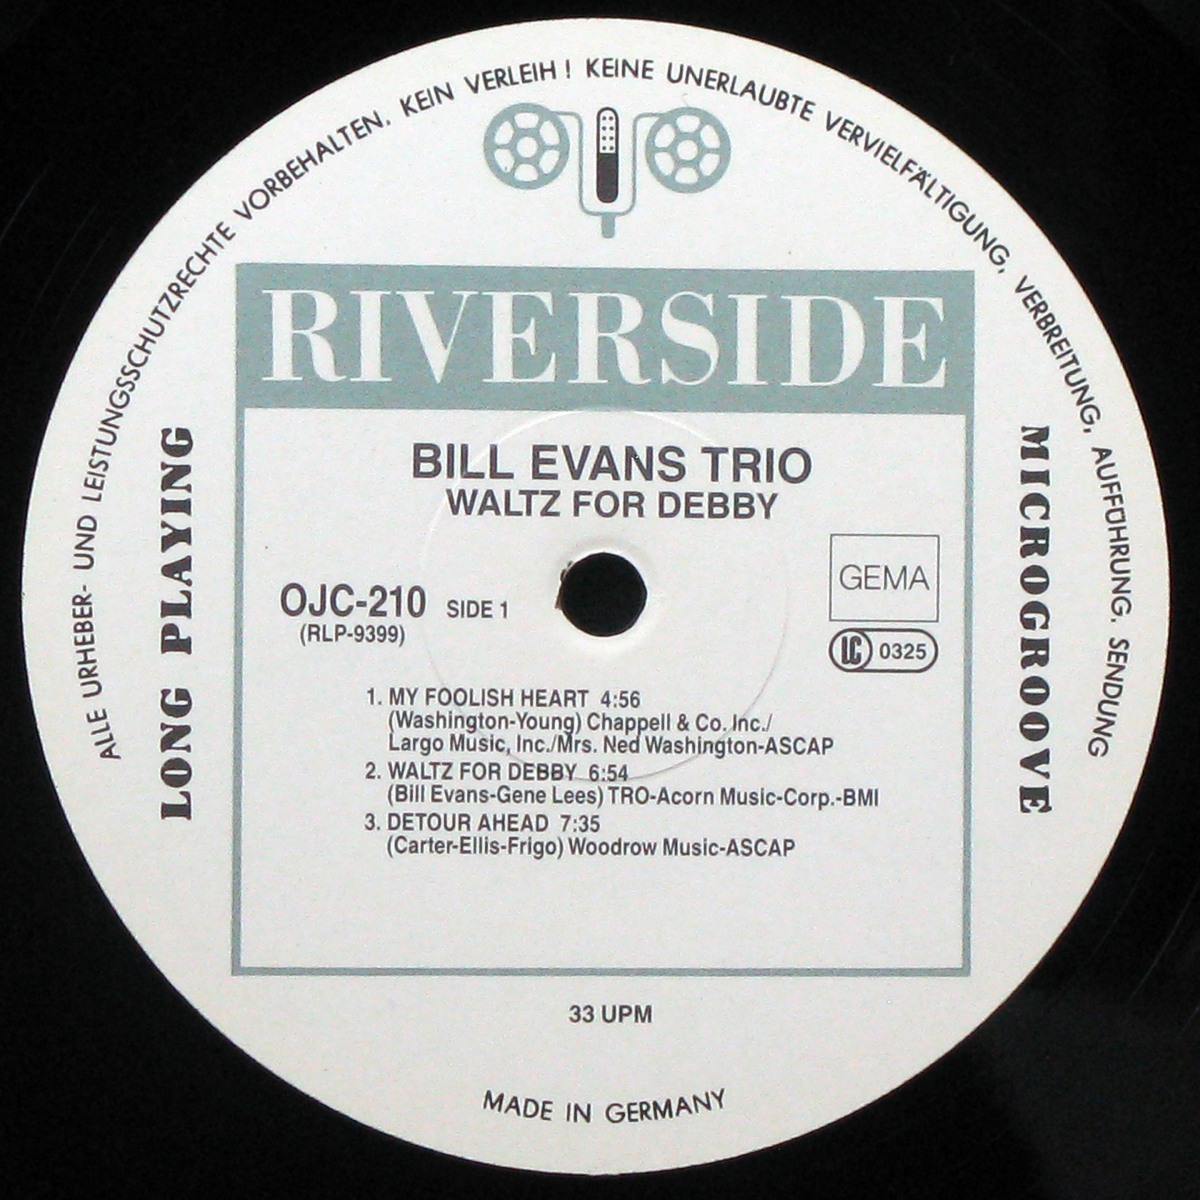 ALLE URHEBER- UND LEISTUNGSSCHUTZRECHTE VORBEHALTEN, KEIN VERLEIH! KEINE UNERLAUBTE VERVIELFÄLTIGUNG, VERBREITUNG, AUFFÜHRUNG, SENDUNG
RIVERSIDE
LONG PLAYING
MICROGROOVE
BILL EVANS TRIO
WALTZ FOR DEBBY
GEMA
OJC-210 SIDE 1
(RLP-9399)
LC 0325
1. MY FOOLISH HEART 4:56
(Washington-Young) Chappell & Co. Inc./
Largo Music, Inc./Mrs. Ned Washington-ASCAP
2. WALTZ FOR DEBBY 6:54
(Bill Evans-Gene Lees) TRO-Acorn Music-Corp.-BMI
3. DETOUR AHEAD 7:35
(Carter-Ellis-Frigo) Woodrow Music-ASCAP
33 UPM
MADE IN GERMANY